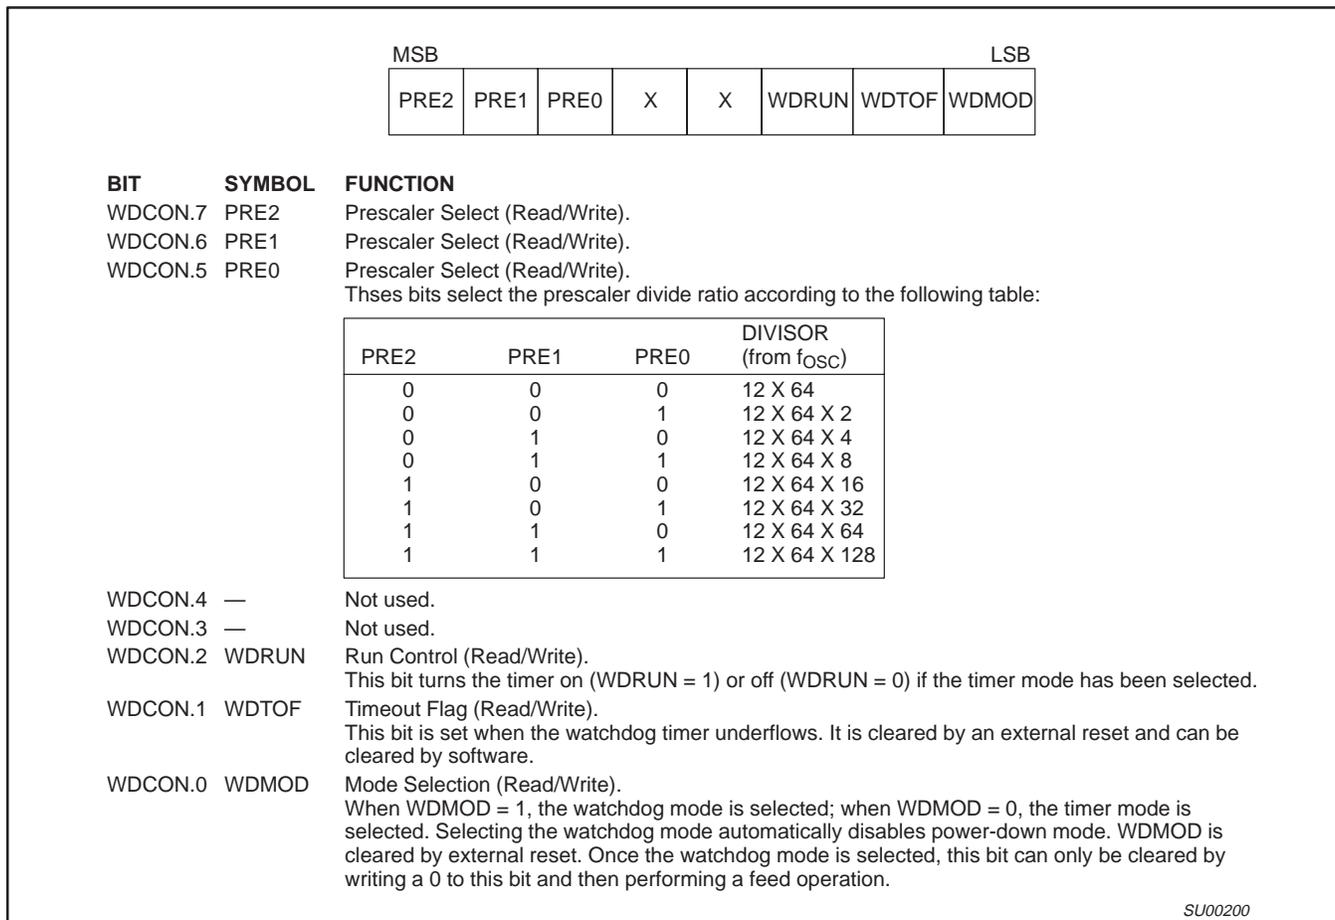 MSB LSB
PRE2 PRE1 PRE0 X X WDRUN WDTOF WDMOD
BIT SYMBOL FUNCTION
WDCON.7 PRE2 Prescaler Select (Read/Write).
WDCON.6 PRE1 Prescaler Select (Read/Write).
WDCON.5 PRE0 Prescaler Select (Read/Write).
Thses bits select the prescaler divide ratio according to the following table:
DIVISOR
PRE2 PRE1 PRE0 (from fOSC)
0 0 0 12 X 64
0 0 1 12 X 64 X 2
0 1 0 12 X 64 X 4
0 1 1 12 X 64 X 8
1 0 0 12 X 64 X 16
1 0 1 12 X 64 X 32
1 1 0 12 X 64 X 64
1 1 1 12 X 64 X 128
WDCON.4 — Not used.
WDCON.3 — Not used.
WDCON.2 WDRUN Run Control (Read/Write).
This bit turns the timer on (WDRUN = 1) or off (WDRUN = 0) if the timer mode has been selected.
WDCON.1 WDTOF Timeout Flag (Read/Write).
This bit is set when the watchdog timer underflows. It is cleared by an external reset and can be
cleared by software.
WDCON.0 WDMOD Mode Selection (Read/Write).
When WDMOD = 1, the watchdog mode is selected; when WDMOD = 0, the timer mode is
selected. Selecting the watchdog mode automatically disables power-down mode. WDMOD is
cleared by external reset. Once the watchdog mode is selected, this bit can only be cleared by
writing a 0 to this bit and then performing a feed operation.
SU00200